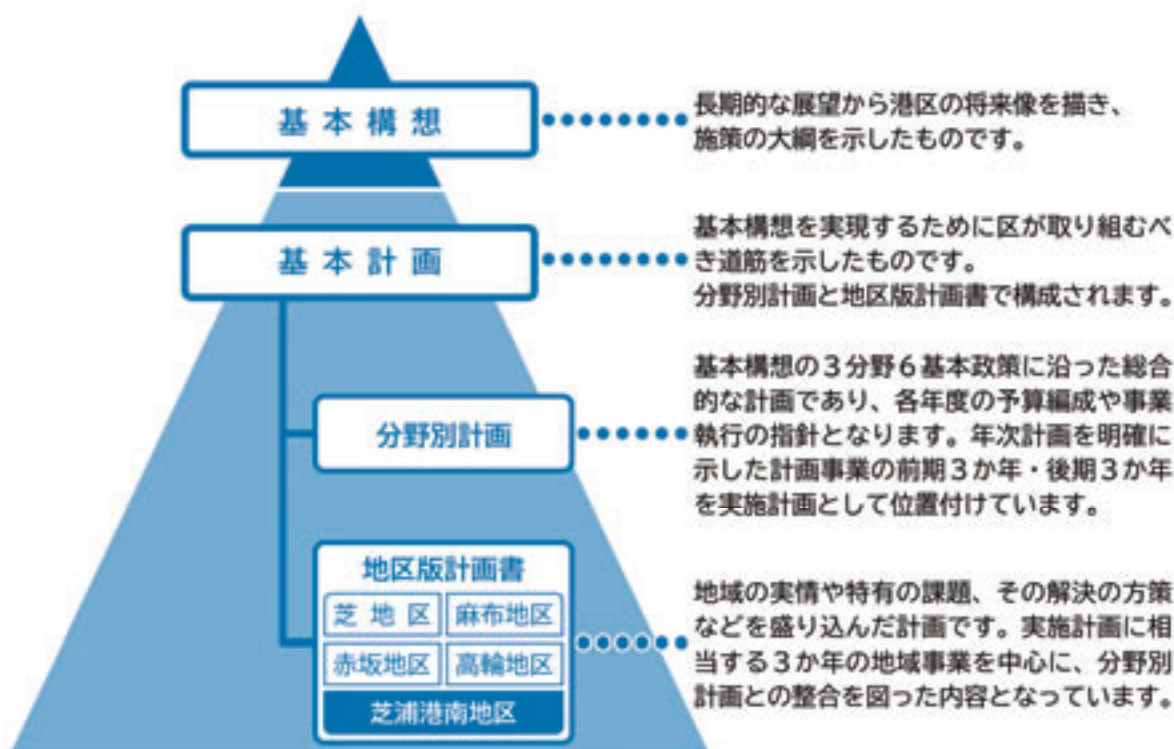 基本構想
長期的な展望から港区の将来像を描き、
施策の大綱を示したものです。
基本計画
基本構想を実現するために区が取り組むべ
き道筋を示したものです。
分野別計画と地区版計画書で構成されます。
分野別計画
基本構想の3分野6基本政策に沿った総合
的な計画であり、各年度の予算編成や事業
執行の指針となります。年次計画を明確に
示した計画事業の前期3か年・後期3か年
を実施計画として位置付けています。
地区版計画書
芝地区 麻布地区
赤坂地区 高輪地区
芝浦港南地区
地域の実情や特有の課題、その解決の方策
などを盛り込んだ計画です。実施計画に相
当する3か年の地域事業を中心に、分野別
計画との整合を図った内容となっています。